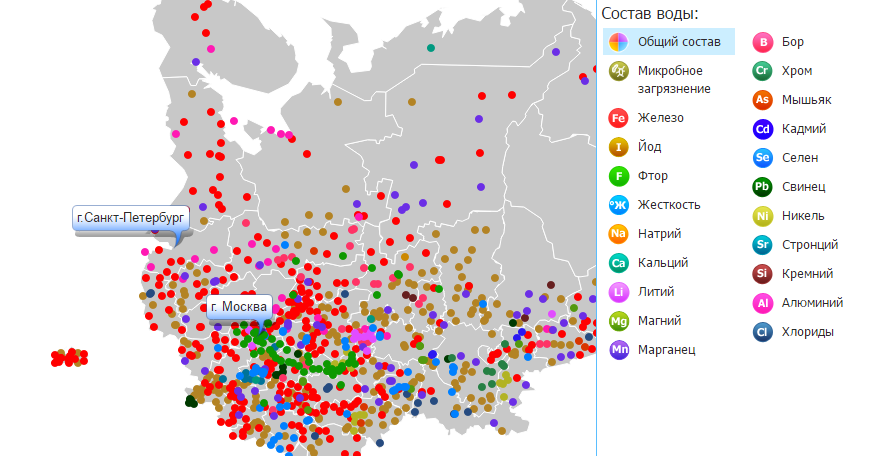 Состав воды:
Общий состав
Микробное
загрязнение
Fe Железо
I Йод
F Фтор
°Ж Жесткость
Na Натрий
Ca Кальций
Li Литий
Mg Магний
Mn Марганец
B Бор
Cr Хром
As Мышьяк
Cd Кадмий
Se Селен
Pb Свинец
Ni Никель
Sr Стронций
Si Кремний
Al Алюминий
Cl Хлориды
г.Санкт-Петербург
г. Москва